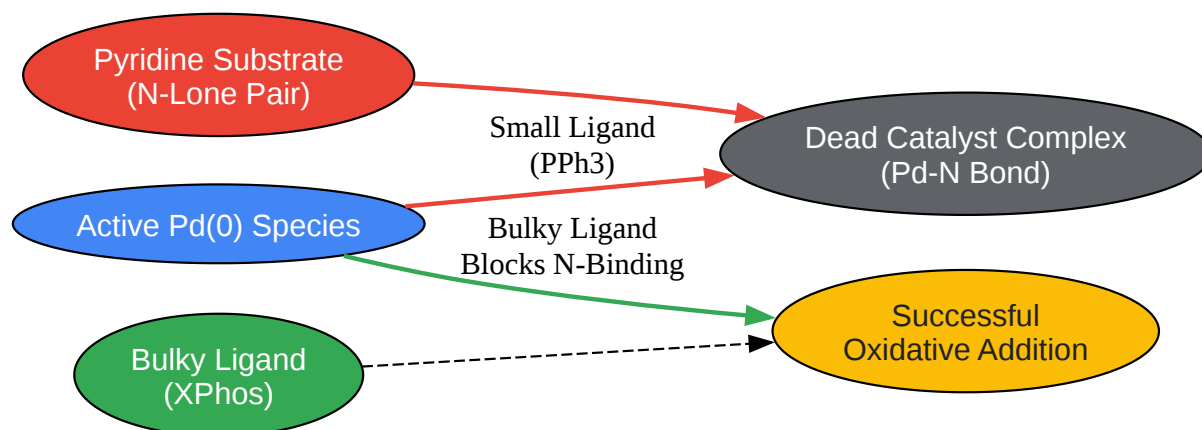 Pyridine Substrate
(N-Lone Pair)
Small Ligand
(PPh3)
Dead Catalyst Complex
(Pd-N Bond)
Active Pd(0) Species
Bulky Ligand
Blocks N-Binding
Successful
Oxidative Addition
Bulky Ligand
(XPhos)